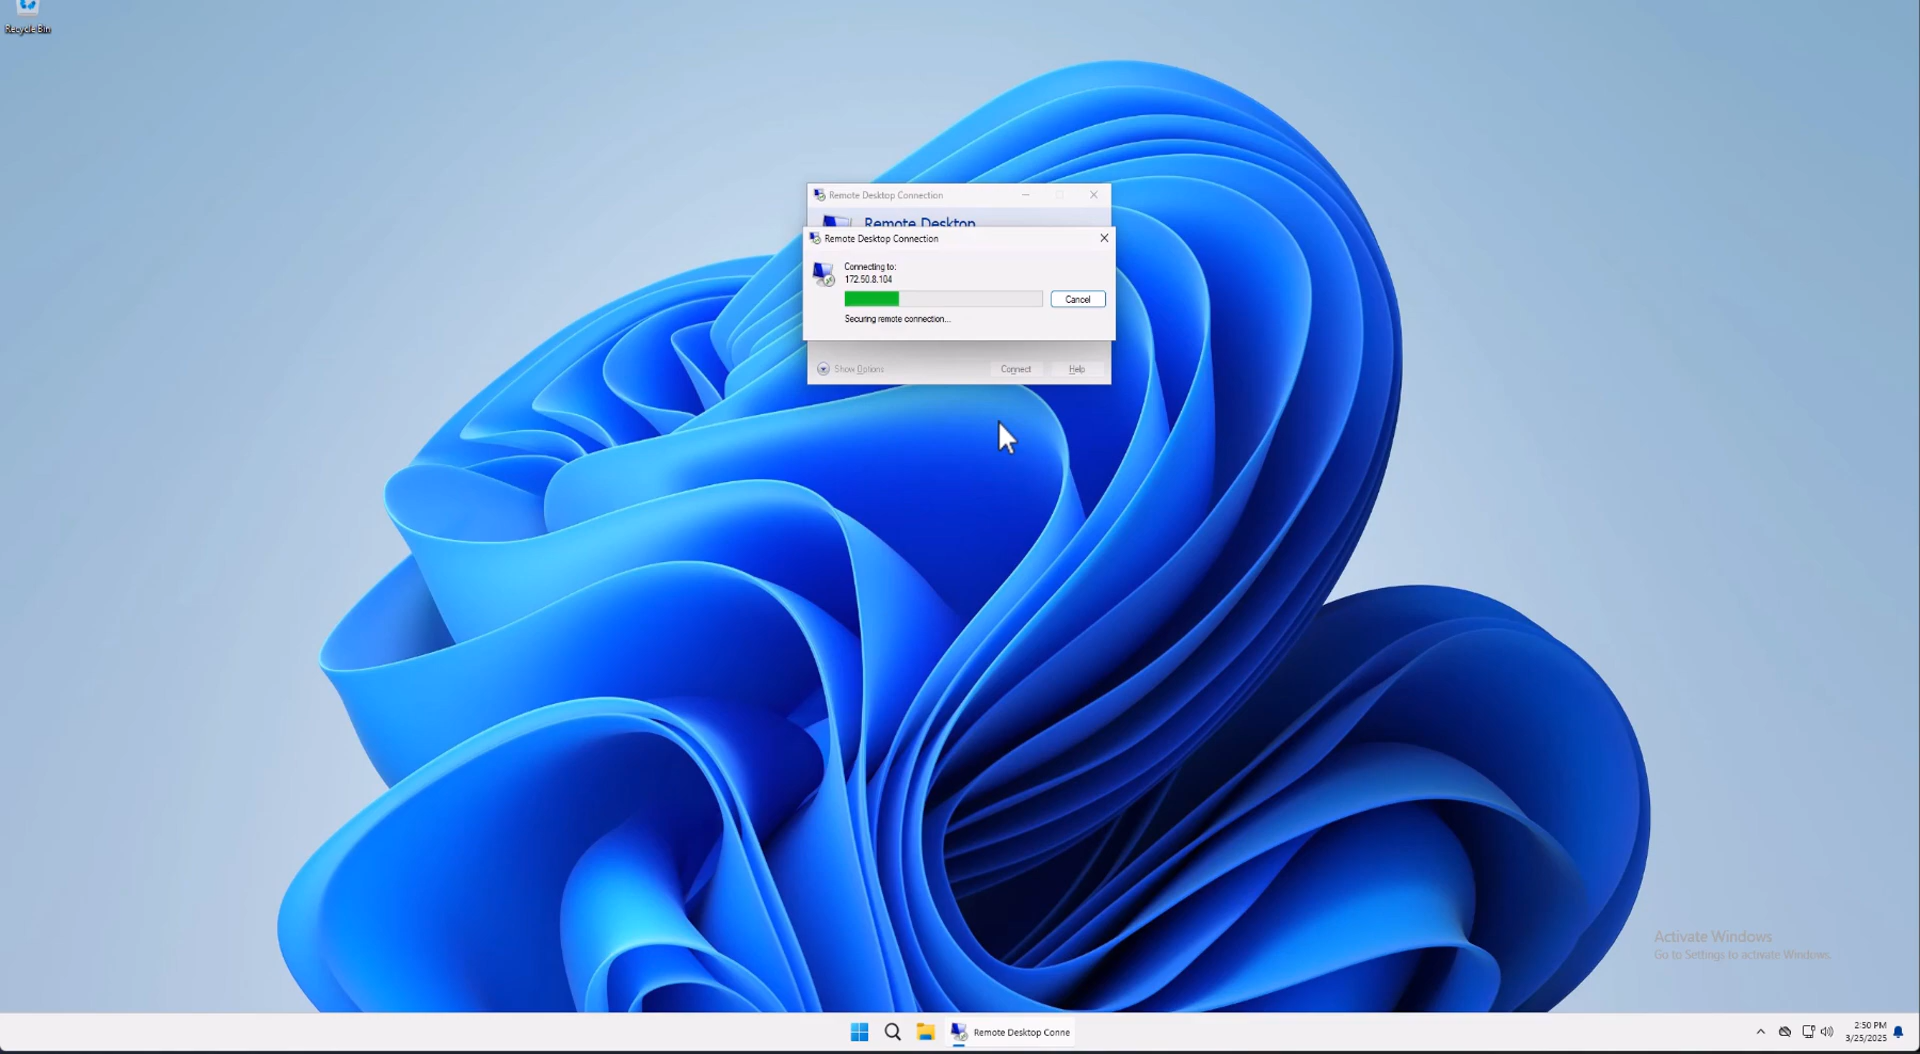 Recycle Bin
Remote Desktop Connection
Remote Desktop
Remote Desktop Connection
Connecting to:
172.50.8.104
Cancel
Securing remote connection...
Show Options
Connect
Help
Activate Windows
Go to Settings to activate Windows.
Remote Desktop Conne
2:50 PM
3/25/2025